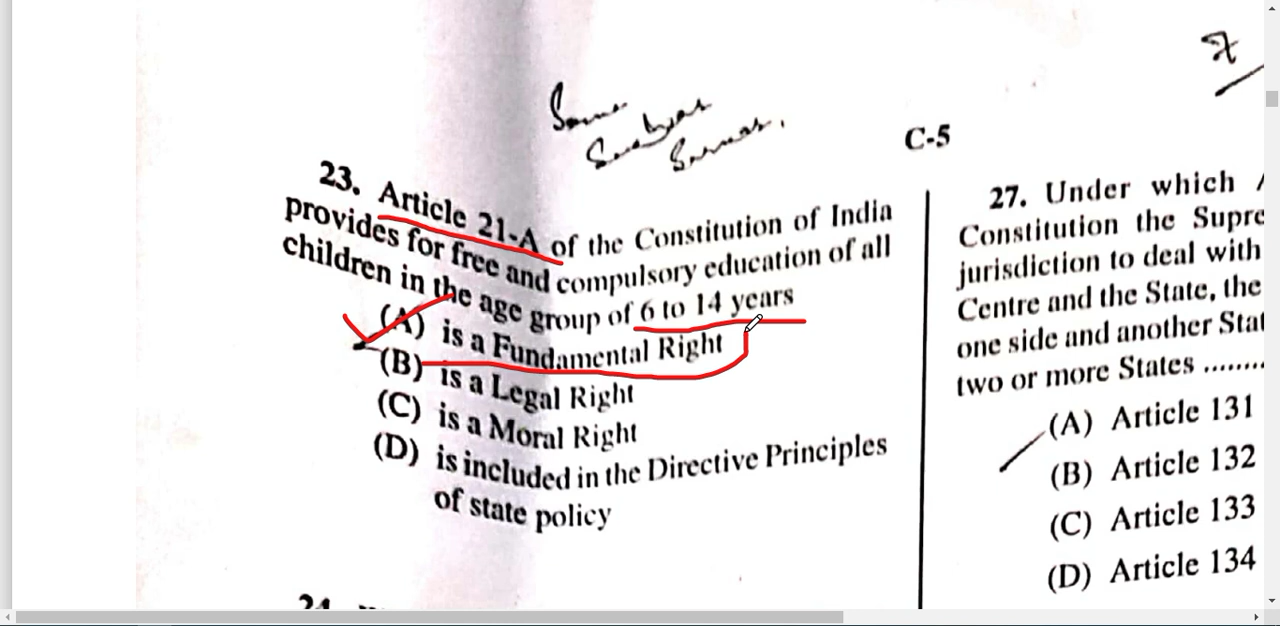 C-5
23. Article 21-A of the Constitution of India
provides for free and compulsory education of all
children in the age group of 6 to 14 years
(A) is a Fundamental Right
(B) is a Legal Right
(C) is a Moral Right
(D) is included in the Directive Principles
of state policy
27. Under which
Constitution the Supre
jurisdiction to deal with
Centre and the State, the
one side and another Stat
two or more States ........
(A) Article 131
(B) Article 132
(C) Article 133
(D) Article 134